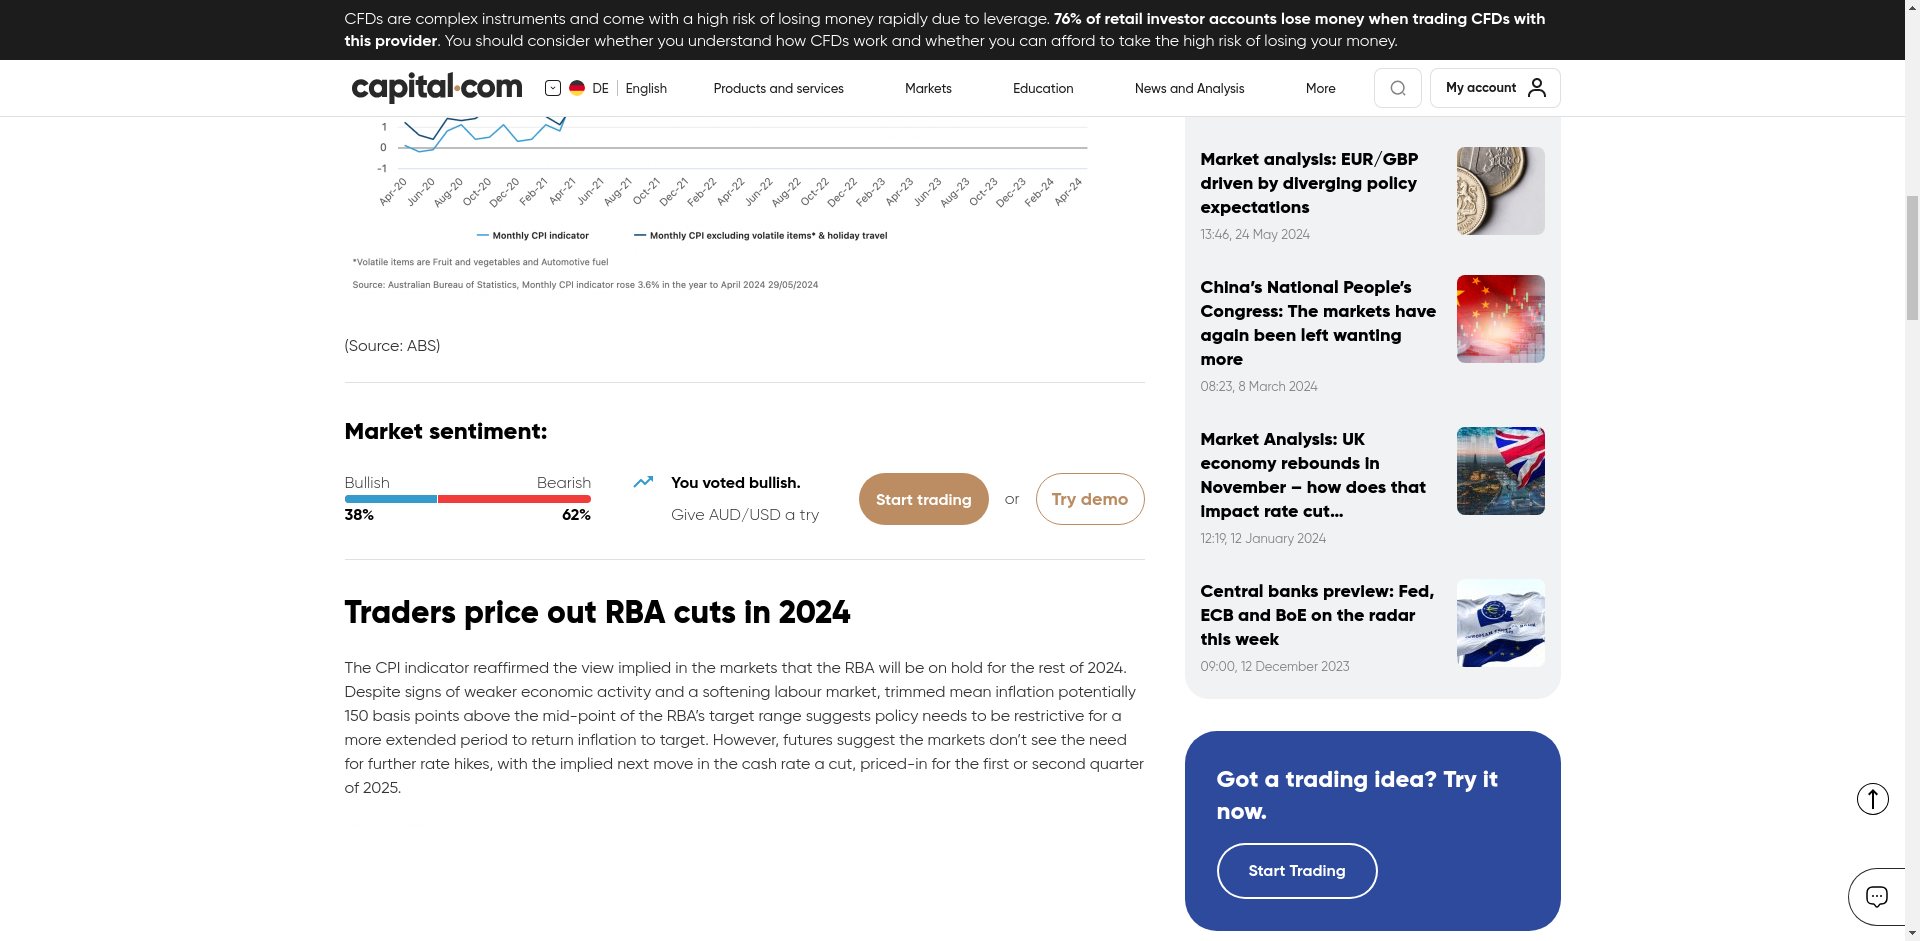 CFDs are complex instruments and come with a high risk of losing money rapidly due to leverage. 76% of retail investor accounts lose money when trading CFDs with
this provider. You should consider whether you understand how CFDs work and whether you can afford to take the high risk of losing your money.
capital.com
DE English
Products and services
Markets
Education
News and Analysis
More
My account
1
0
-1
Apr-20 Jun-20 Aug-20 Oct-20 Dec-20 Feb-21 Apr-21 Jun-21 Aug-21 Oct-21 Dec-21 Feb-22 Apr-22 Jun-22 Aug-22 Oct-22 Dec-22 Feb-23 Apr-23 Jun-23 Aug-23 Oct-23 Dec-23 Feb-24 Apr-24
Monthly CPI indicator Monthly CPI excluding volatile items* & holiday travel
*Volatile items are Fruit and vegetables and Automotive fuel
Source: Australian Bureau of Statistics, Monthly CPI indicator rose 3.6% in the year to April 2024 29/05/2024
(Source: ABS)
Market sentiment:
Bullish Bearish
38% 62%
You voted bullish.
Give AUD/USD a try
Start trading or Try demo
Traders price out RBA cuts in 2024
The CPI indicator reaffirmed the view implied in the markets that the RBA will be on hold for the rest of 2024.
Despite signs of weaker economic activity and a softening labour market, trimmed mean inflation potentially
150 basis points above the mid-point of the RBA’s target range suggests policy needs to be restrictive for a
more extended period to return inflation to target. However, futures suggest the markets don’t see the need
for further rate hikes, with the implied next move in the cash rate a cut, priced-in for the first or second quarter
of 2025.
Market analysis: EUR/GBP
driven by diverging policy
expectations
13:46, 24 May 2024
China’s National People’s
Congress: The markets have
again been left wanting
more
08:23, 8 March 2024
Market Analysis: UK
economy rebounds in
November – how does that
impact rate cut...
12:19, 12 January 2024
Central banks preview: Fed,
ECB and BoE on the radar
this week
09:00, 12 December 2023
Got a trading idea? Try it
now.
Start Trading